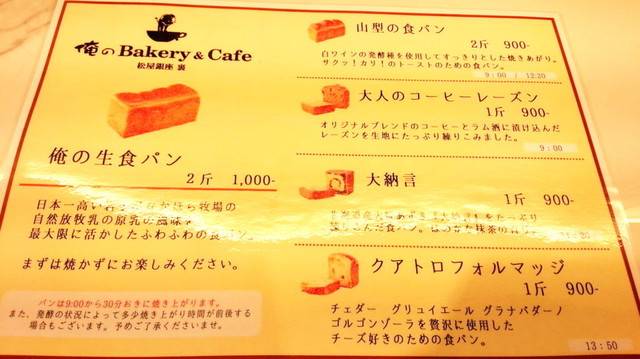 俺のBakery & Cafe
松屋銀座 裏
俺の生食パン
2斤 1,000-
日本一高い
牧場の
自然放牧乳の原乳の風味
最大限に活かしたふわふわの食パン。
まずは焼かずにお楽しみください。
パンは9:00から30分おきに焼き上がります。
また、発酵の状況によって多少焼き上がり時間が前後する
場合もございます。予めご了承くださいませ。
山型の食パン
2斤 900-
白ワインの発酵種を使用してすっきりとした焼きあがり。
サクッ!カリ!のトーストのための食パン。
9:00 / 12:20
大人のコーヒーレーズン
1斤 900-
オリジナルブレンドのコーヒーとラム酒に漬け込んだ
レーズンを生地にたっぷり練りこみました。
9:00
大納言
1斤 900-
をたっぷり
食パン。ほのかな抹茶
クアトロフォルマッジ
1斤 900-
チェダー グリュイエール グラナパダーノ
ゴルゴンゾーラを贅沢に使用した
チーズ好きのための食パン。
13:50